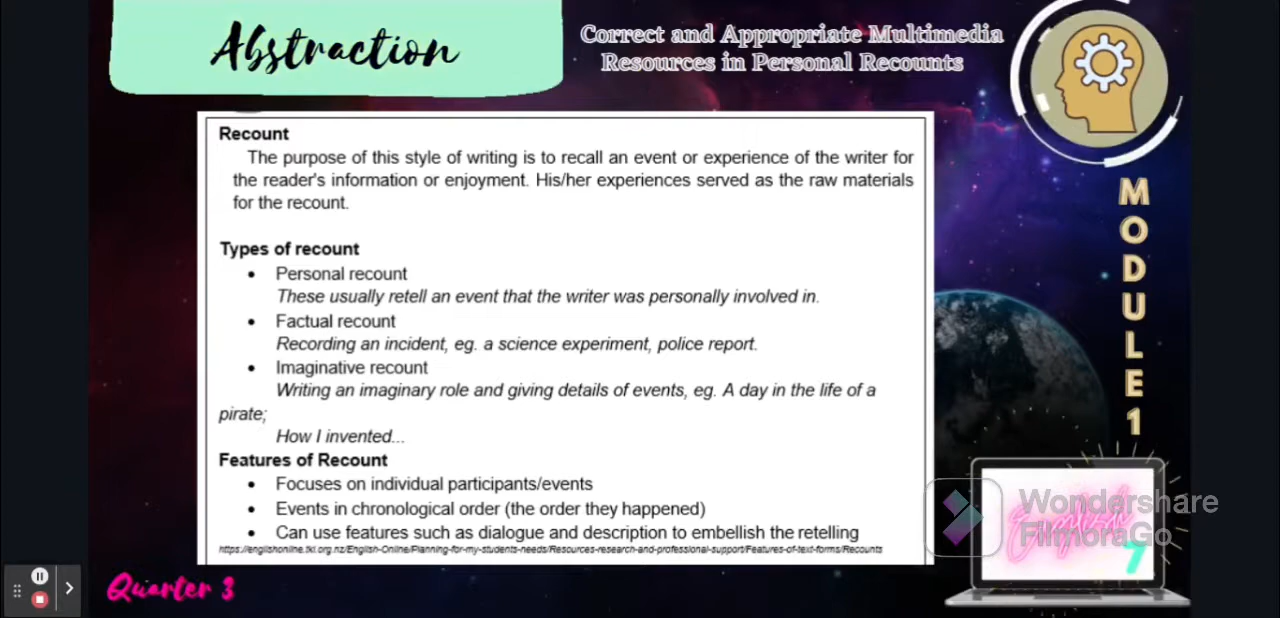 Abstraction
Correct and Appropriate Multimedia
Resources in Personal Recounts
Recount
The purpose of this style of writing is to recall an event or experience of the writer for
the reader's information or enjoyment. His/her experiences served as the raw materials
for the recount.
Types of recount
• Personal recount
These usually retell an event that the writer was personally involved in.
• Factual recount
Recording an incident, eg. a science experiment, police report.
• Imaginative recount
Writing an imaginary role and giving details of events, eg. A day in the life of a
pirate;
How I invented...
Features of Recount
• Focuses on individual participants/events
• Events in chronological order (the order they happened)
• Can use features such as dialogue and description to embellish the retelling
https://englishonline.tki.org.nz/English-Online/Planning-for-my-students-needs/Resources-research-and-professional-support/Features-of-text-forms/Recounts
MODULE1
Wondershare
FilmoraGo
English
7
Quarter 3